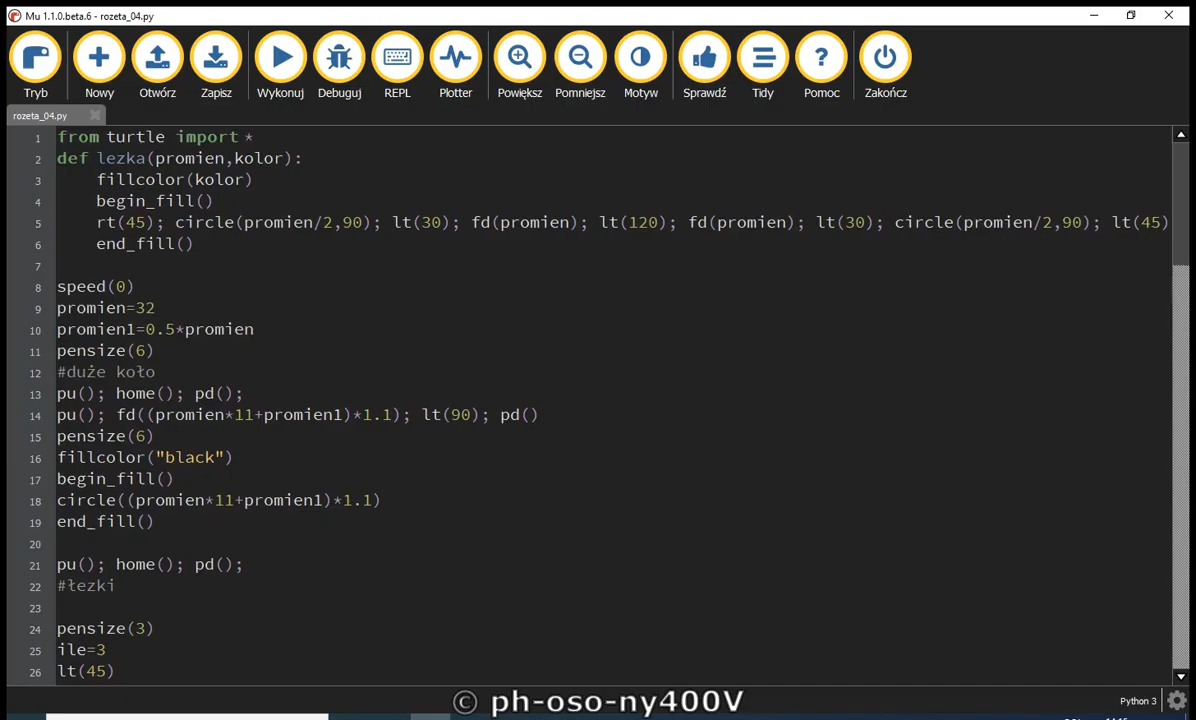 Mu 1.1.0.beta.6 - rozeta_04.py
Tryb Nowy Otwórz Zapisz Wykonuj Debuguj REPL Plotter Powiększ Pomniejsz Motyw Sprawdź Tidy Pomoc Zakończ
rozeta_04.py
1 from turtle import *
2 def lezka(promien,kolor):
3 fillcolor(kolor)
4 begin_fill()
5 rt(45); circle(promien/2,90); lt(30); fd(promien); lt(120); fd(promien); lt(30); circle(promien/2,90); lt(45)
6 end_fill()
7
8 speed(0)
9 promien=32
10 promien1=0.5*promien
11 pensize(6)
12 #duże koło
13 pu(); home(); pd();
14 pu(); fd((promien*11+promien1)*1.1); lt(90); pd()
15 pensize(6)
16 fillcolor("black")
17 begin_fill()
18 circle((promien*11+promien1)*1.1)
19 end_fill()
20
21 pu(); home(); pd();
22 #łezki
23
24 pensize(3)
25 ile=3
26 lt(45)
© ph-oso-ny400V
Python 3